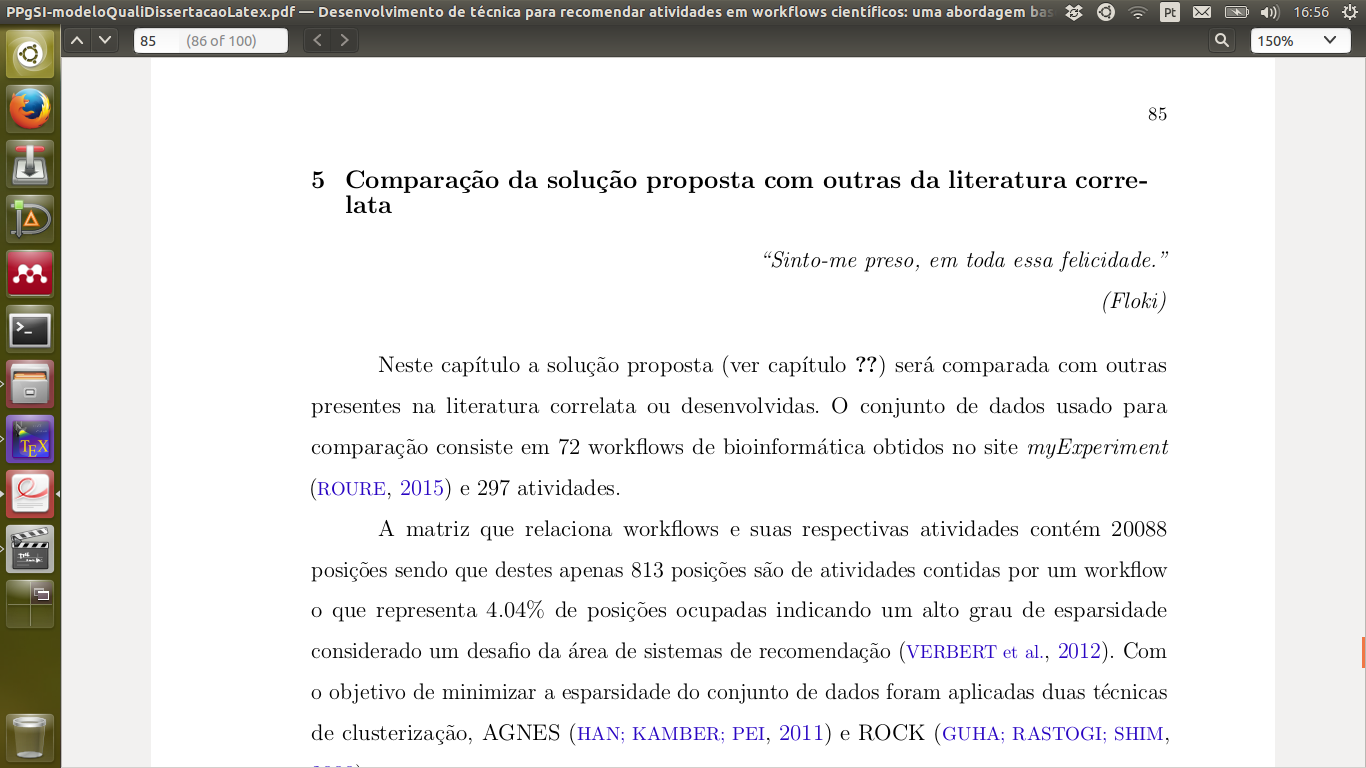 PPgSI-modeloQualiDissertacaoLatex.pdf — Desenvolvimento de técnica para recomendar atividades em workflows científicos: uma abordagem bas
Pt
16:56
85 (86 of 100)
150%
85
5 Comparação da solução proposta com outras da literatura corre-
lata
“Sinto-me preso, em toda essa felicidade.”
(Floki)
Neste capítulo a solução proposta (ver capítulo ??) será comparada com outras
presentes na literatura correlata ou desenvolvidas. O conjunto de dados usado para
comparação consiste em 72 workflows de bioinformática obtidos no site myExperiment
(ROURE, 2015) e 297 atividades.
A matriz que relaciona workflows e suas respectivas atividades contém 20088
posições sendo que destes apenas 813 posições são de atividades contidas por um workflow
o que representa 4.04% de posições ocupadas indicando um alto grau de esparsidade
considerado um desafio da área de sistemas de recomendação (VERBERT et al., 2012). Com
o objetivo de minimizar a esparsidade do conjunto de dados foram aplicadas duas técnicas
de clusterização, AGNES (HAN; KAMBER; PEI, 2011) e ROCK (GUHA; RASTOGI; SHIM,
TEX